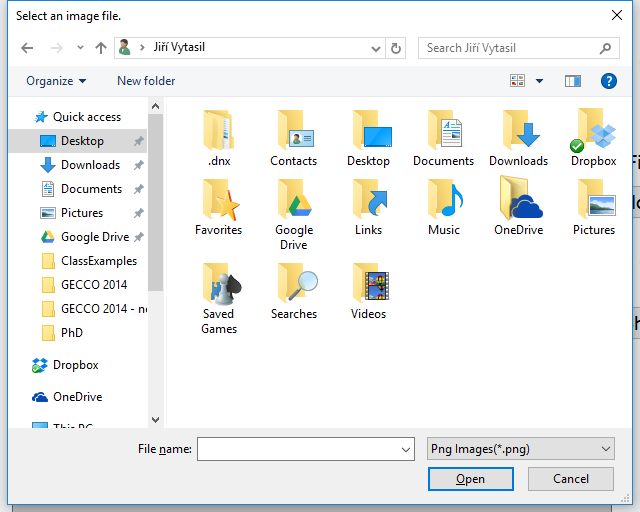 Select an image file.
Jiří Vytasil
Search Jiří Vytasil
Organize
New folder
Quick access
Desktop
Downloads
Documents
Pictures
Google Drive
ClassExamples
GECCO 2014
GECCO 2014 - n
PhD
Dropbox
OneDrive
This PC
.dnx
Contacts
Desktop
Documents
Downloads
Dropbox
Favorites
Google
Drive
Links
Music
OneDrive
Pictures
Saved
Games
Searches
Videos
File name:
Png Images(*.png)
Open
Cancel